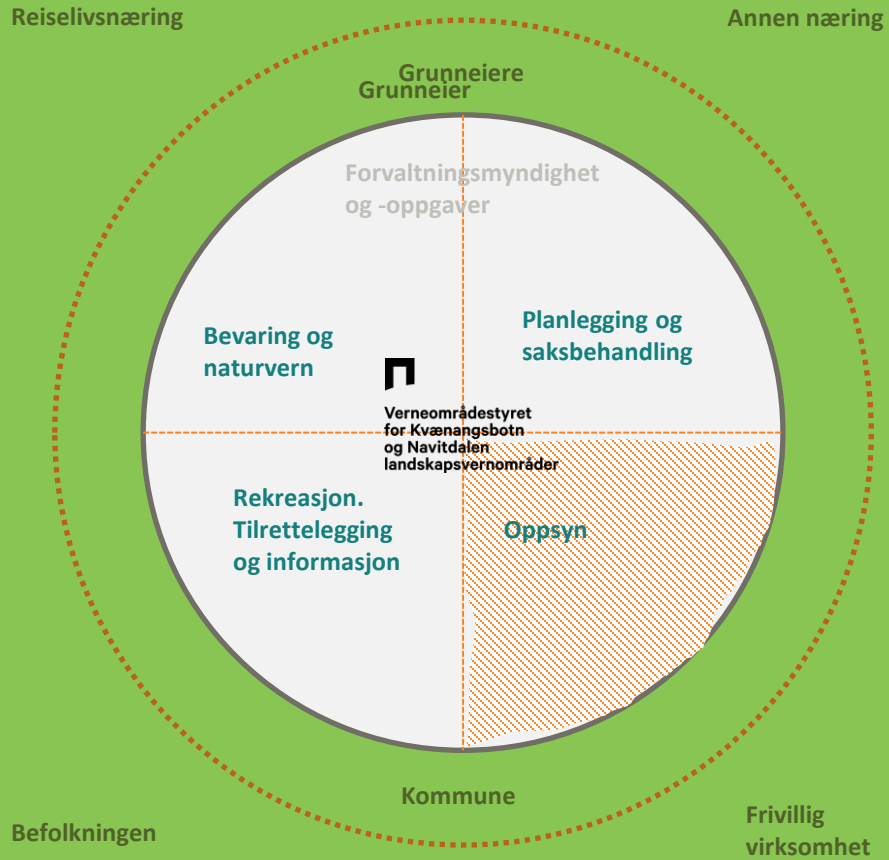 Reiselivsnæring
Annen næring
Grunneiere
Grunneier
Forvaltningsmyndighet
og -oppgaver
Bevaring og
naturvern
Planlegging og
saksbehandling
Verneområdestyret
for Kvænangsbotn
og Navitdalen
landskapsvernområder
Rekreasjon.
Tilrettelegging
og informasjon
Oppsyn
Kommune
Befolkningen
Frivillig
virksomhet